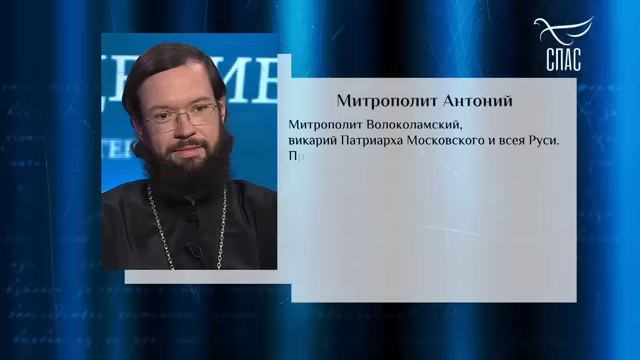 СПАС
Митрополит Антоний
Митрополит Волоколамский,
викарий Патриарха Московского и всея Руси.